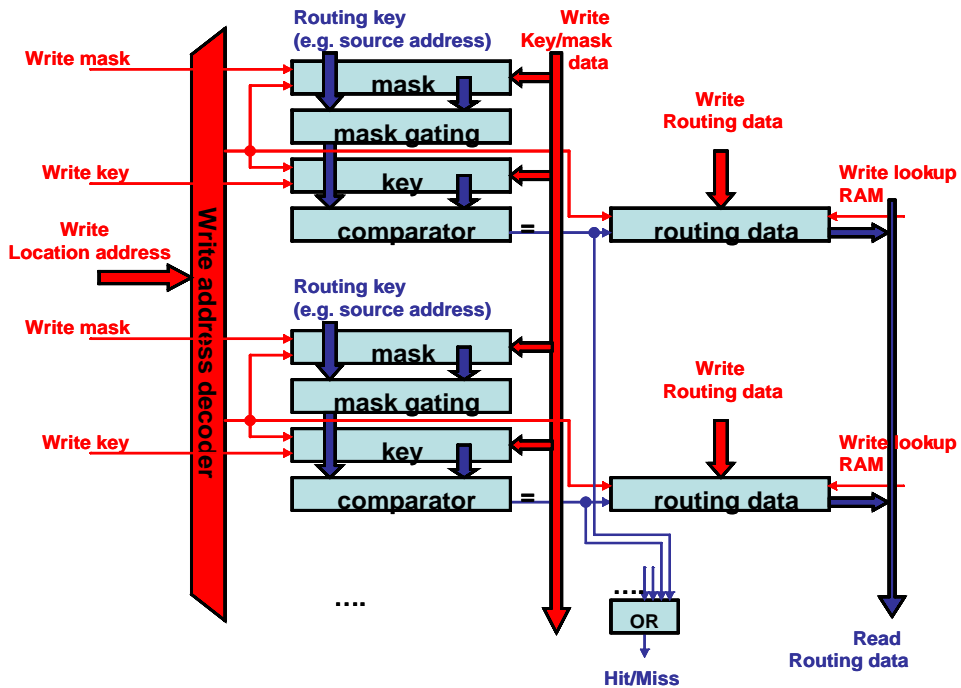 Routing key
(e.g. source address)
Write
Key/mask
data
Write mask
mask
mask gating
Write
Routing data
Write key
key
Write lookup
RAM
comparator
=
routing data
Write
Location address
Write address decoder
Routing key
(e.g. source address)
Write mask
mask
mask gating
Write
Routing data
Write key
key
Write lookup
RAM
comparator
=
routing data
....
....
OR
Hit/Miss
Read
Routing data